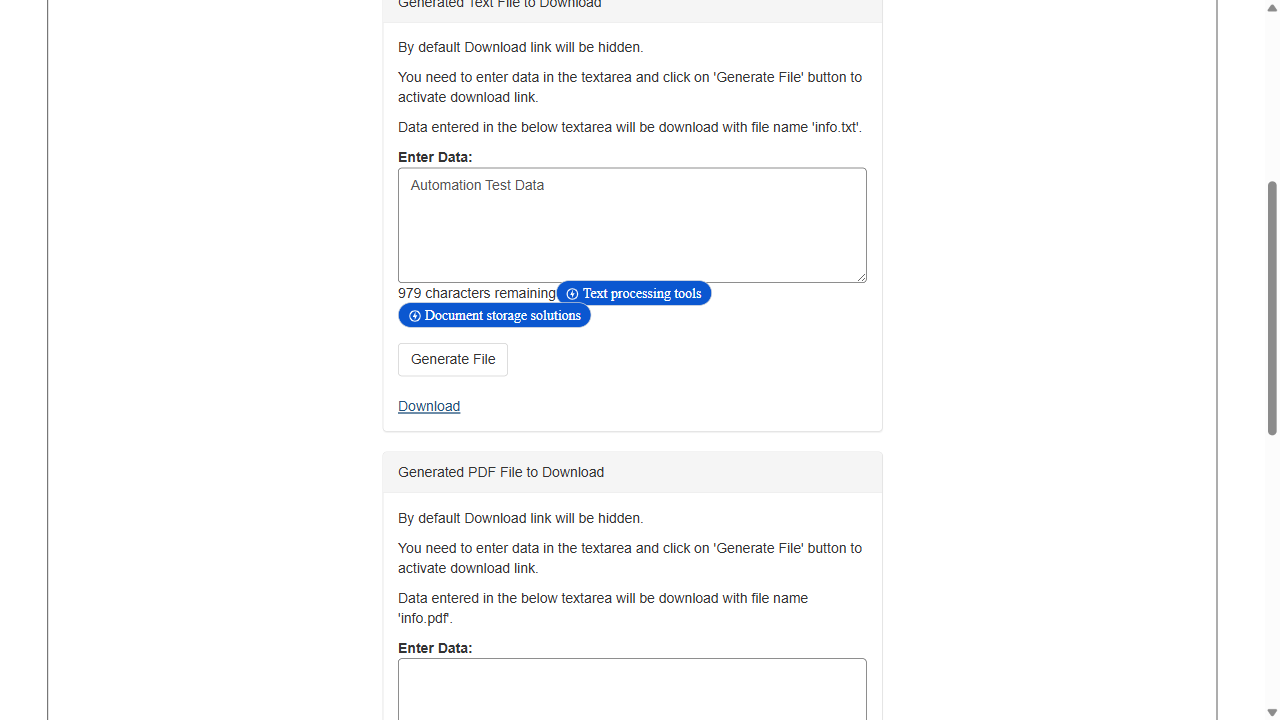 Generated Text File to Download
By default Download link will be hidden.
You need to enter data in the textarea and click on 'Generate File' button to
activate download link.
Data entered in the below textarea will be download with file name 'info.txt'.
Enter Data:
Automation Test Data
979 characters remaining Text processing tools
Document storage solutions
Generate File
Download
Generated PDF File to Download
By default Download link will be hidden.
You need to enter data in the textarea and click on 'Generate File' button to
activate download link.
Data entered in the below textarea will be download with file name
'info.pdf'.
Enter Data: